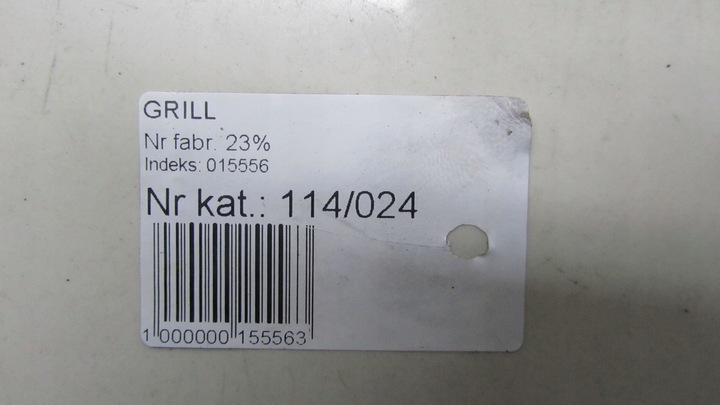 GRILL
Nr fabr. 23%
Indeks: 015556
Nr kat.: 114/024
1 000000 155563